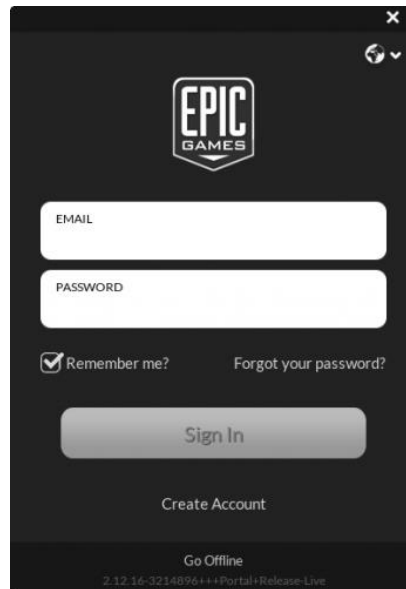 EPIC
GAMES
EMAIL
PASSWORD
Remember me? Forgot your password?
Sign In
Create Account
Go Offline
2.12.16-3214896+++Portal+Release-Live